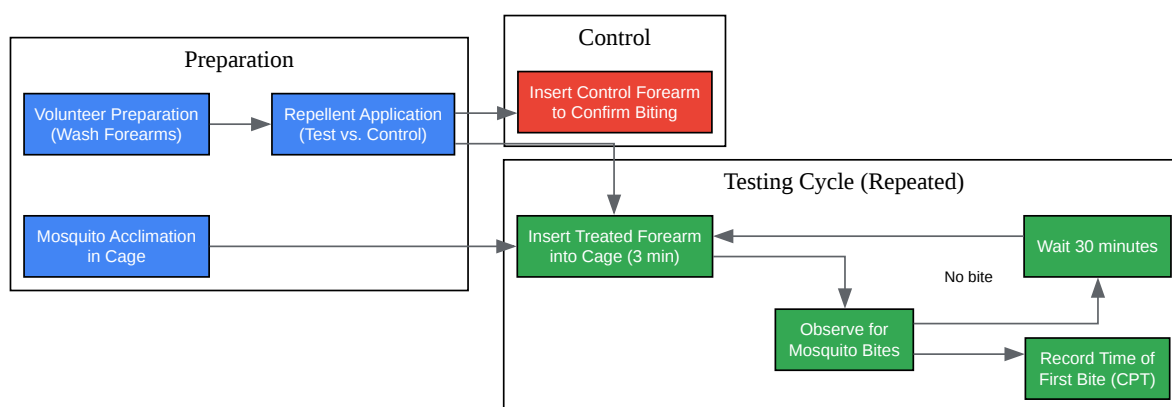 Preparation
Volunteer Preparation
(Wash Forearms)
Repellent Application
(Test vs. Control)
Mosquito Acclimation
in Cage
Control
Insert Control Forearm
to Confirm Biting
Testing Cycle (Repeated)
Insert Treated Forearm
into Cage (3 min)
Wait 30 minutes
No bite
Observe for
Mosquito Bites
Record Time of
First Bite (CPT)